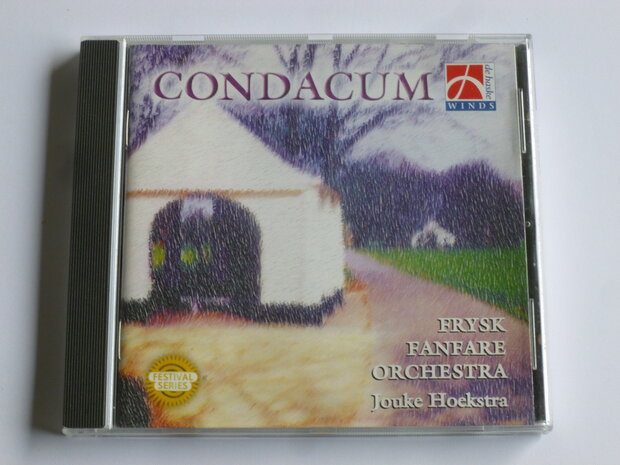 CONDACUM
de haske
WINDS
FRYSK
FANFARE
ORCHESTRA
Jouke Hoekstra
FESTIVAL
SERIES